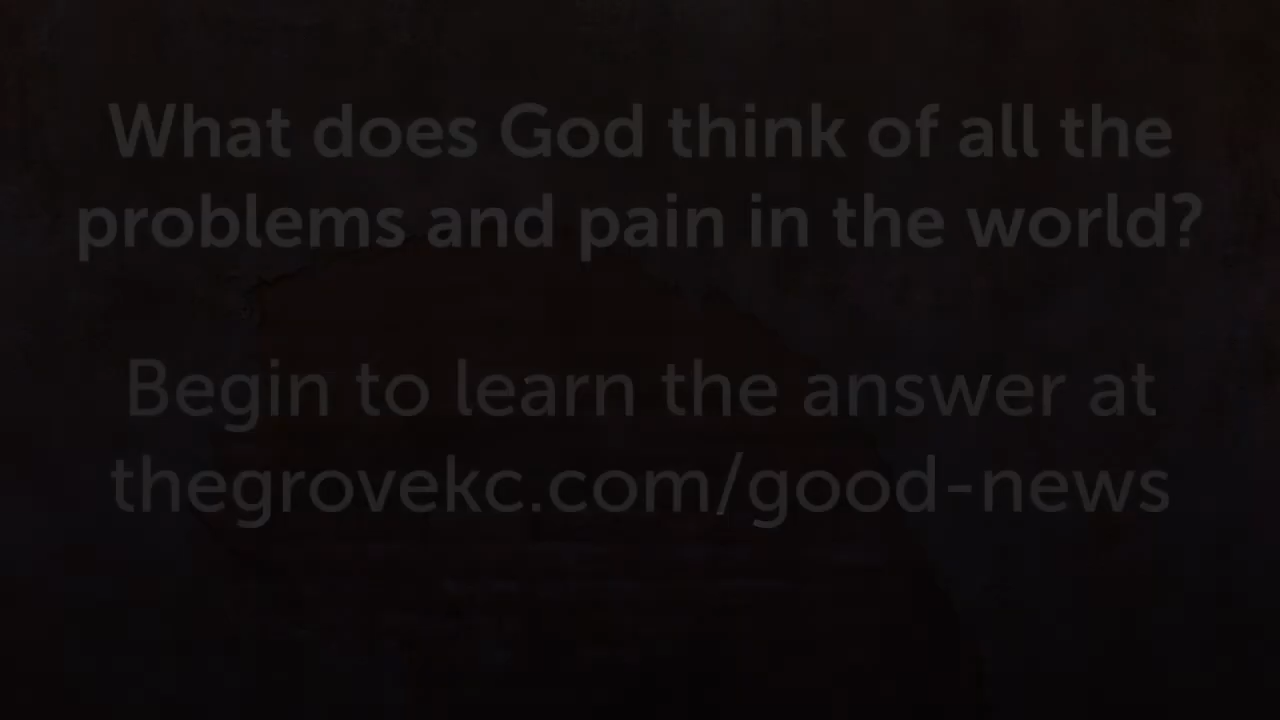 What does God think of all the
problems and pain in the world?
Begin to learn the answer at
thegrovekc.com/good-news